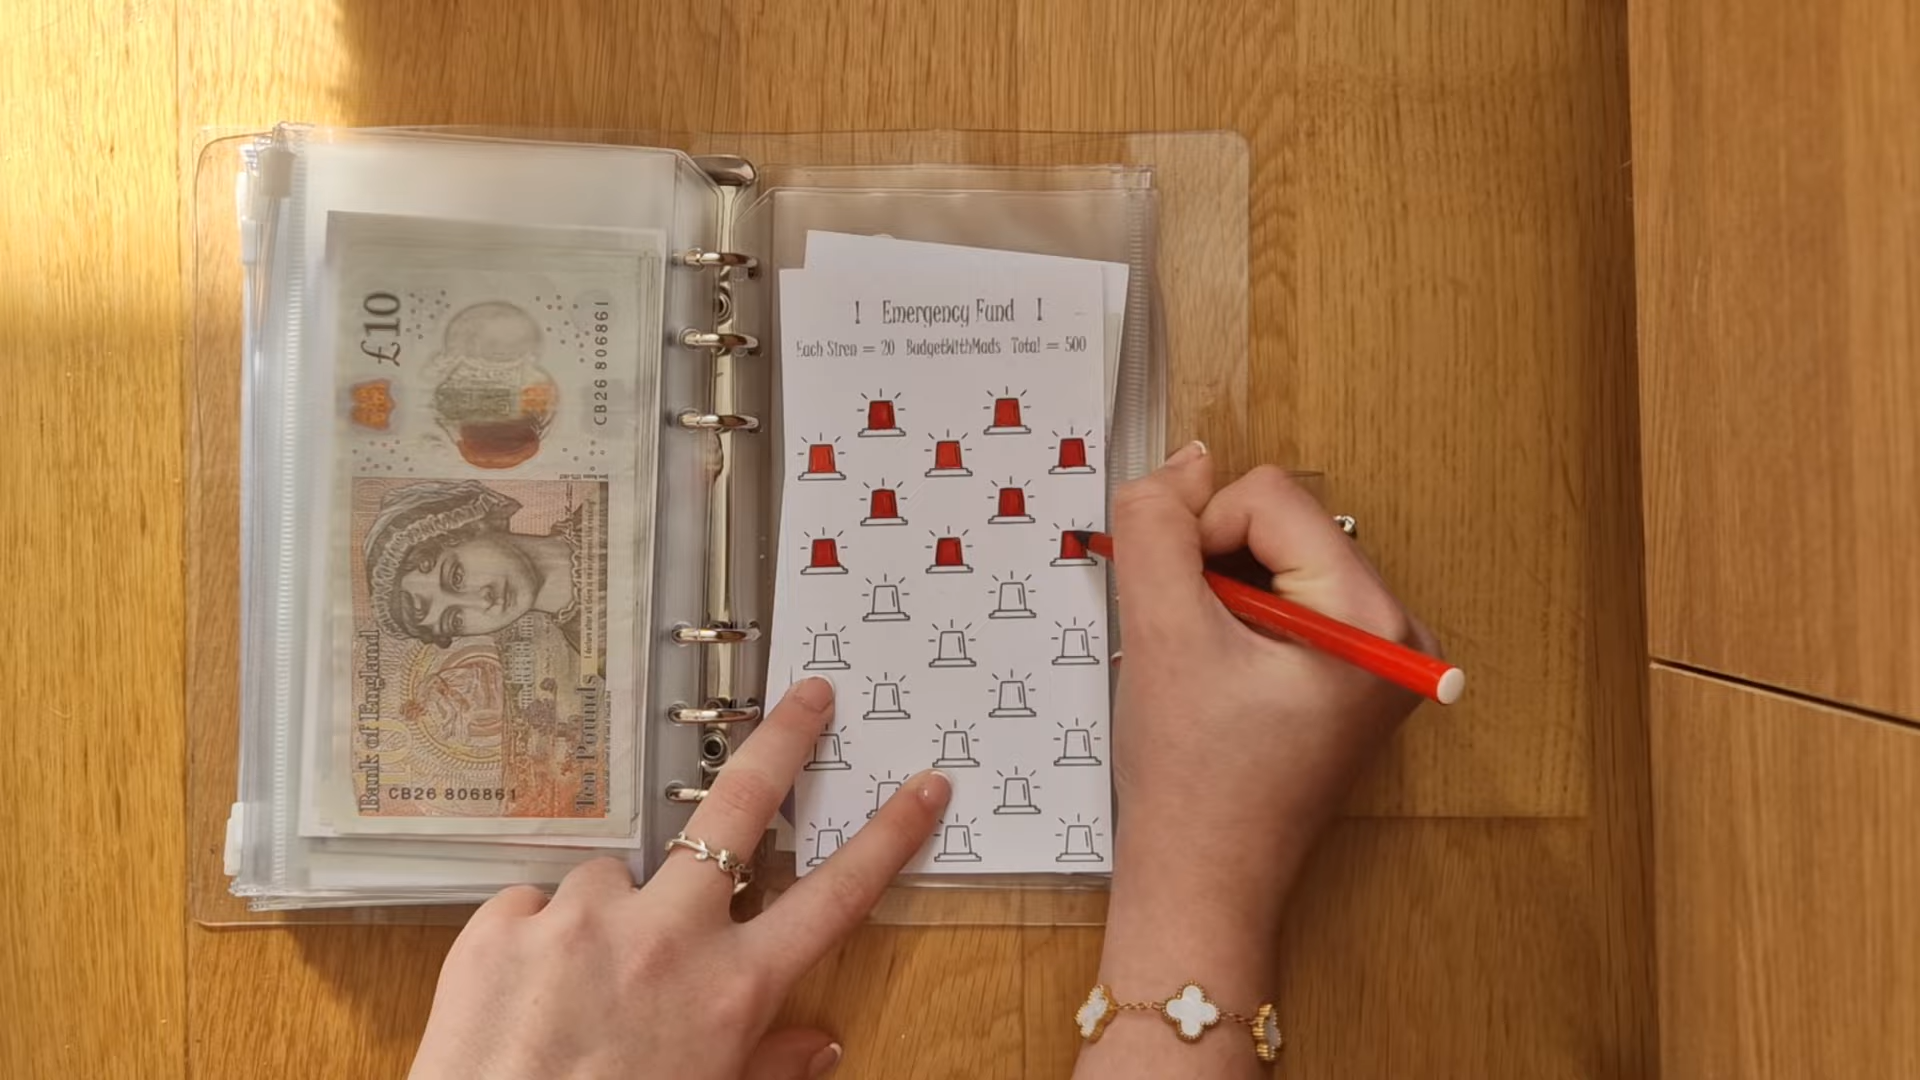 £10
CB26 806861
Bank of England
CB26 806861
Ten Pounds
! Emergency Fund !
Each Siren = 20 BudgetWithMads Total = 500